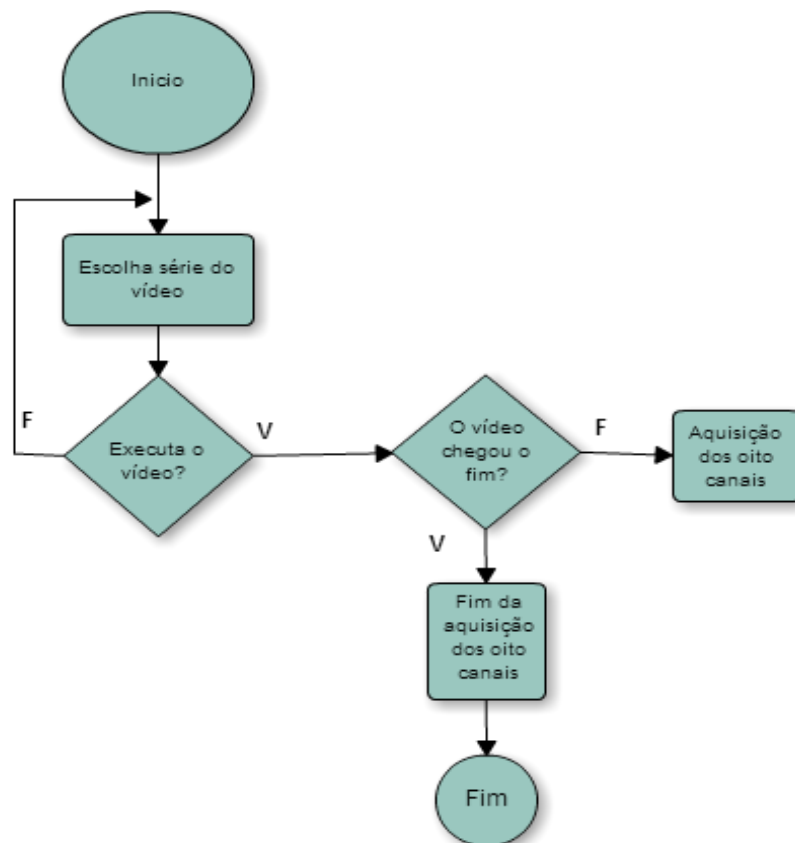 Inicio
Escolha série do
vídeo
F
Executa o
vídeo?
V
O vídeo
chegou o
fim?
F
Aquisição
dos oito
canais
V
Fim da
aquisição
dos oito
canais
Fim